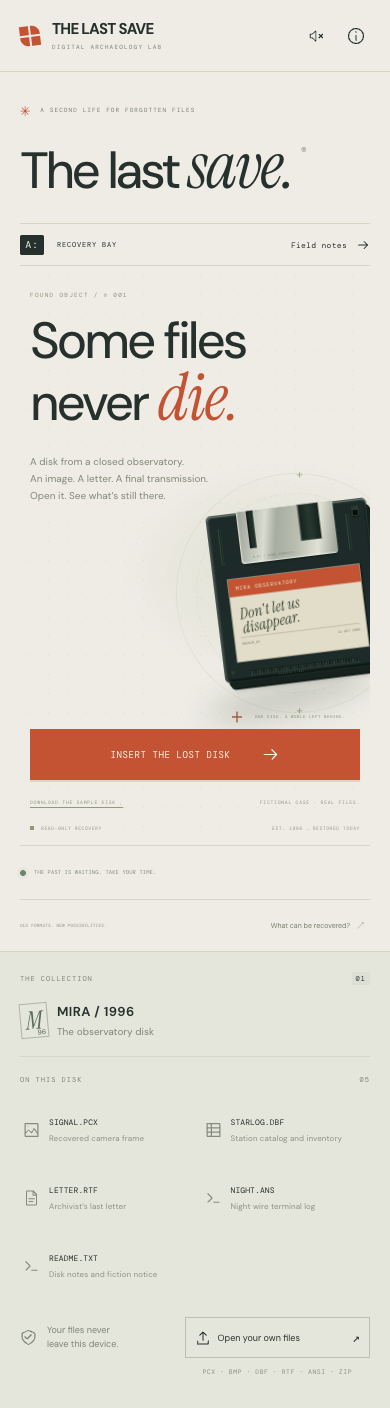 THE LAST SAVE
DIGITAL ARCHAEOLOGY LAB
A SECOND LIFE FOR FORGOTTEN FILES
The last save.
A:
RECOVERY BAY
Field notes
FOUND OBJECT / № 001
Some files
never die.
A disk from a closed observatory.
An image. A letter. A final transmission.
Open it. See what's still there.
MIRA OBSERVATORY
Don't let us
disappear.
ONE DISK. A WORLD LEFT BEHIND.
INSERT THE LOST DISK
DOWNLOAD THE SAMPLE DISK
FICTIONAL CASE · REAL FILES.
READ-ONLY RECOVERY
EST. 1996 . RESTORED TODAY
THE PAST IS WAITING. TAKE YOUR TIME.
OLD FORMATS. NEW POSSIBILITIES.
What can be recovered?
THE COLLECTION
01
M
96
MIRA / 1996
The observatory disk
ON THIS DISK
05
SIGNAL.PCX
Recovered camera frame
STARLOG.DBF
Station catalog and inventory
LETTER.RTF
Archivist's last letter
NIGHT.ANS
Night wire terminal log
README.TXT
Disk notes and fiction notice
Your files never
leave this device.
Open your own files
PCX · BMP · DBF · RTF · ANSI · ZIP